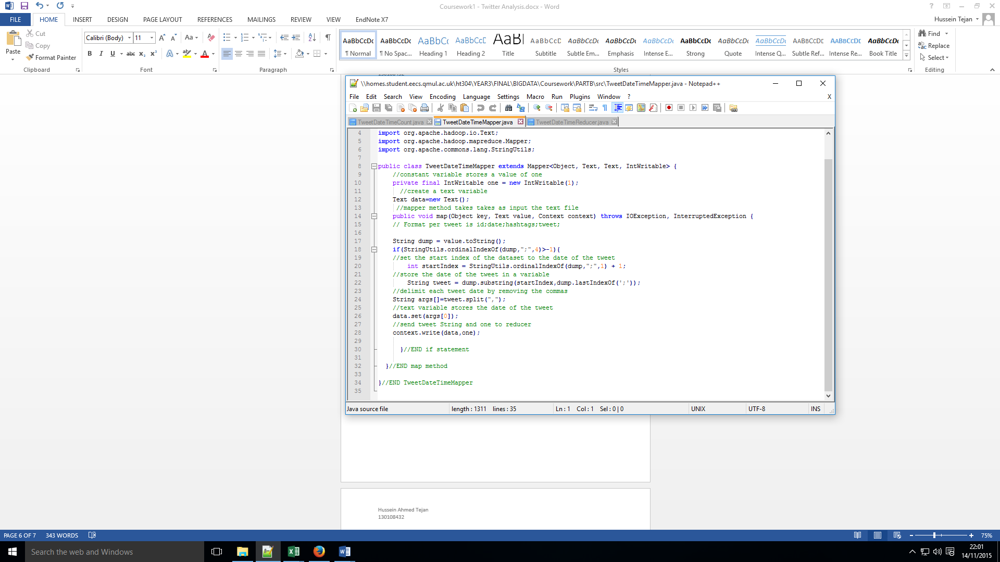 Coursework1 - Twitter Analysis.docx - Word
FILE HOME INSERT DESIGN PAGE LAYOUT REFERENCES MAILINGS REVIEW VIEW EndNote X7
Hussein Tejan
Paste
Cut
Copy
Format Painter
Clipboard
Calibri (Body) 11
Font
Paragraph
AaBbCcDc AaBbCcDc AaBbCc AaBbCcD AaB AaBbCcD AaBbCcDc AaBbCcDc AaBbCcDc AaBbCcDc AaBbCcDc AaBbCcDc AABBCCDE AABBCCDE AaBbCcDc
¶ Normal ¶ No Spac... Heading 1 Heading 2 Title Subtitle Subtle Em... Emphasis Intense E... Strong Quote Intense Q... Subtle Ref... Intense Re... Book Title
Styles
Find
Replace
Select
Editing
\\homes.student.eecs.qmul.ac.uk\ht304\YEAR3\FINAL\BIGDATA\Coursework\PARTB\src\TweetDateTimeMapper.java - Notepad++
File Edit Search View Encoding Language Settings Macro Run Plugins Window ? X
TweetDateTimeCount.java TweetDateTimeMapper.java TweetDateTimeReducer.java
4 import org.apache.hadoop.io.Text;
5 import org.apache.hadoop.mapreduce.Mapper;
6 import org.apache.commons.lang.StringUtils;
7
8 public class TweetDateTimeMapper extends Mapper<Object, Text, Text, IntWritable> {
9 //constant variable stores a value of one
10 private final IntWritable one = new IntWritable(1);
11 //create a text variable
12 Text data=new Text();
13 //mapper method takes takes as input the text file
14 public void map(Object key, Text value, Context context) throws IOException, InterruptedException {
15 // Format per tweet is id;date;hashtags;tweet;
16
17 String dump = value.toString();
18 if(StringUtils.ordinalIndexOf(dump,";",4)>-1){
19 //set the start index of the dataset to the date of the tweet
20 int startIndex = StringUtils.ordinalIndexOf(dump,";",1) + 1;
21 //store the date of the tweet in a variable
22 String tweet = dump.substring(startIndex,dump.lastIndexOf(';'));
23 //delimit each tweet date by removing the commas
24 String args[]=tweet.split(",");
25 //text variable stores the date of the tweet
26 data.set(args[0]);
27 //send tweet String and one to reducer
28 context.write(data,one);
29
30 }//END if statement
31
32 }//END map method
33
34 }//END TweetDateTimeMapper
35
Java source file length : 1311 lines : 35 Ln : 1 Col : 1 Sel : 0 | 0 UNIX UTF-8 INS
Hussein Ahmed Tejan
130108432
PAGE 6 OF 7 343 WORDS 75%
Search the web and Windows
22:01
14/11/2015